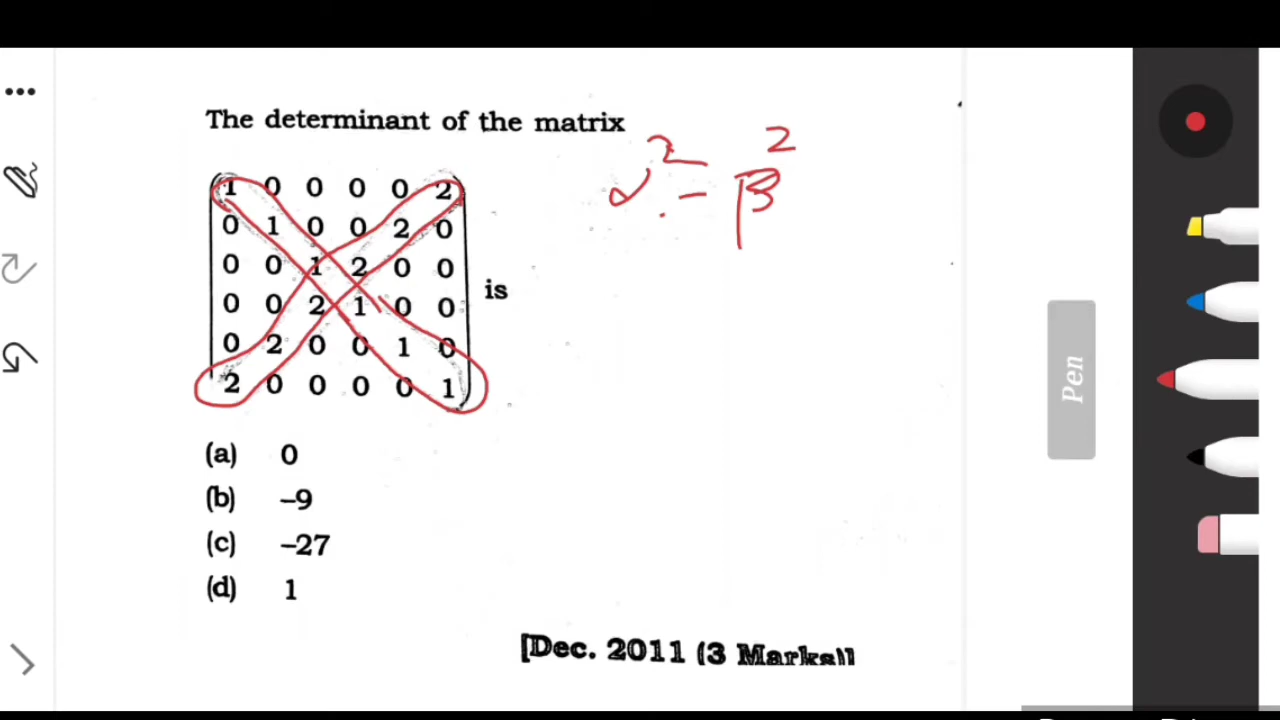 The determinant of the matrix
α² - β²
1 0 0 0 0 2
0 1 0 0 2 0
0 0 1 2 0 0
is
0 0 2 1 0 0
0 2 0 0 1 0
2 0 0 0 0 1
(a) 0
(b) –9
(c) –27
(d) 1
[Dec. 2011 (3 Marks)]
Pen